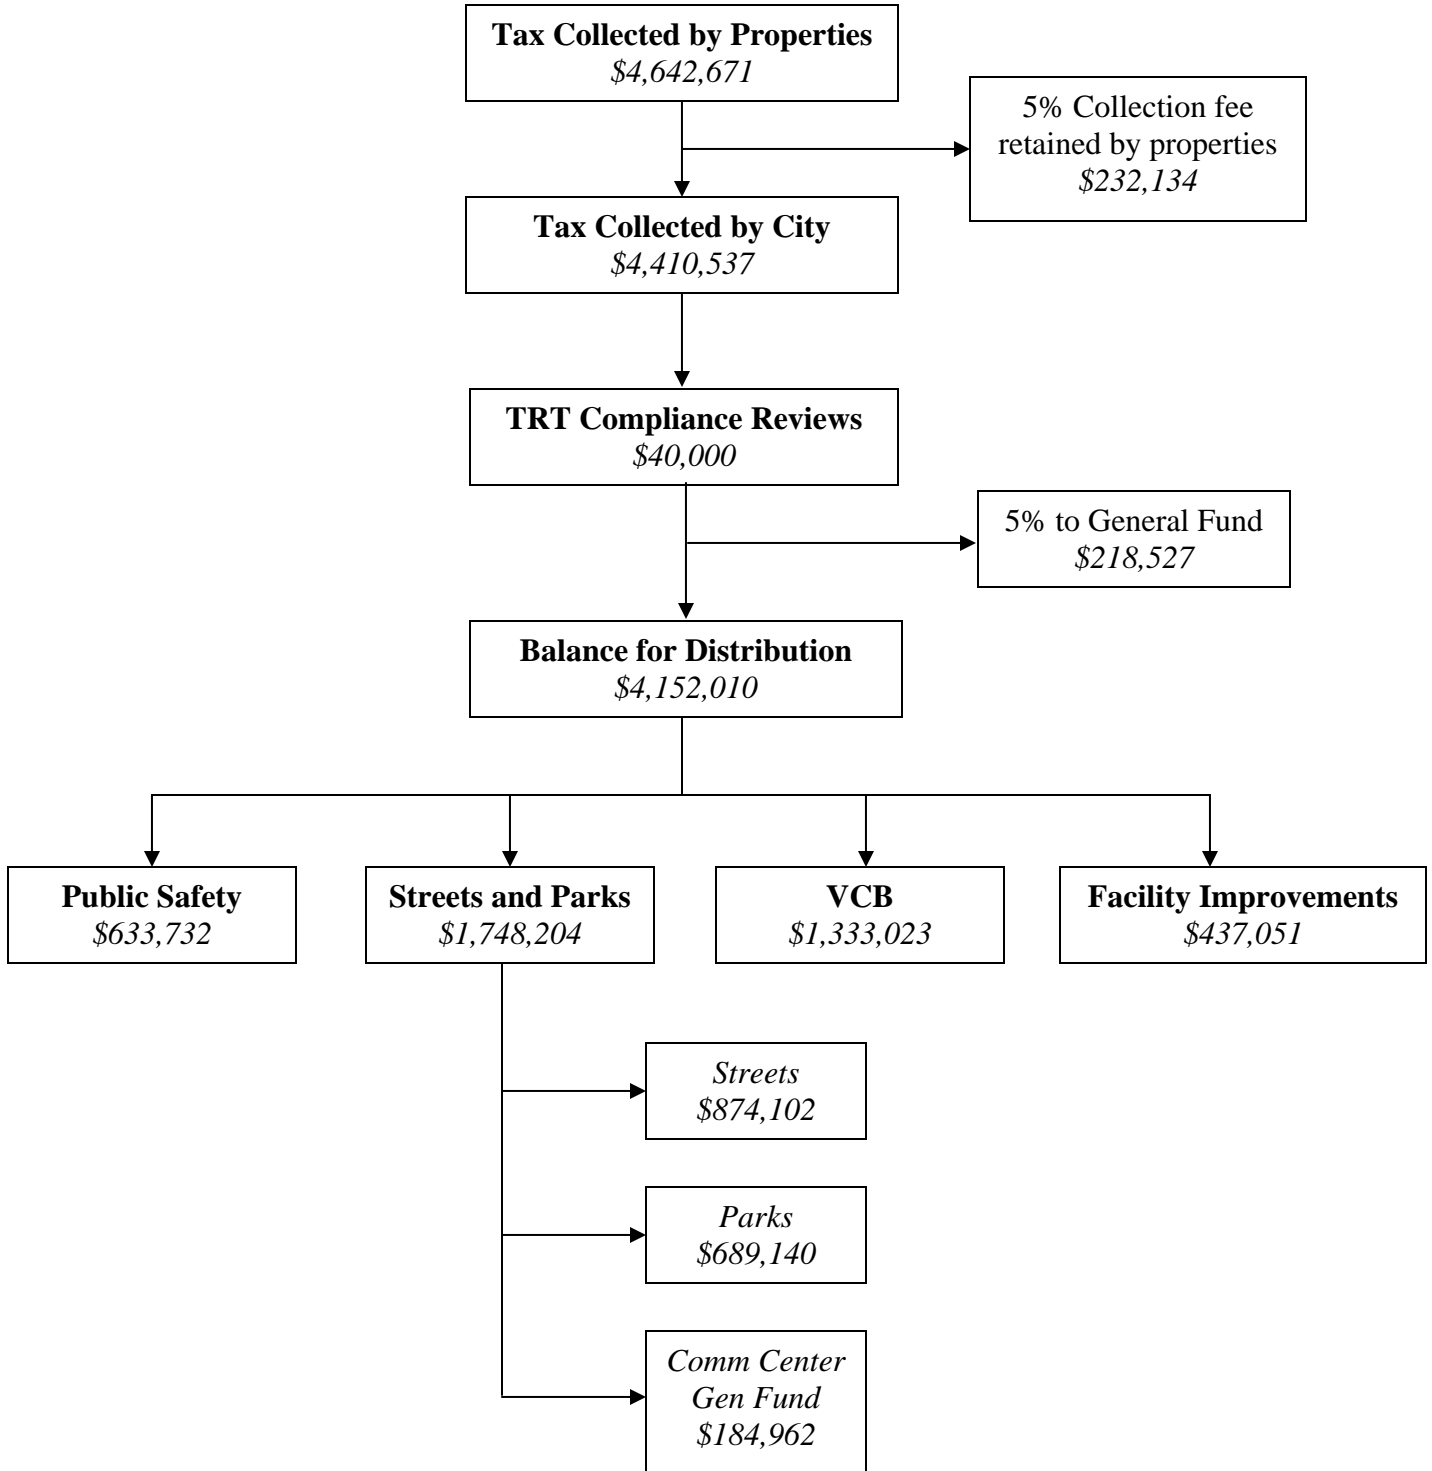 Tax Collected by Properties
$4,642,671
5% Collection fee
retained by properties
$232,134
Tax Collected by City
$4,410,537
TRT Compliance Reviews
$40,000
5% to General Fund
$218,527
Balance for Distribution
$4,152,010
Public Safety
$633,732
Streets and Parks
$1,748,204
VCB
$1,333,023
Facility Improvements
$437,051
Streets
$874,102
Parks
$689,140
Comm Center
Gen Fund
$184,962